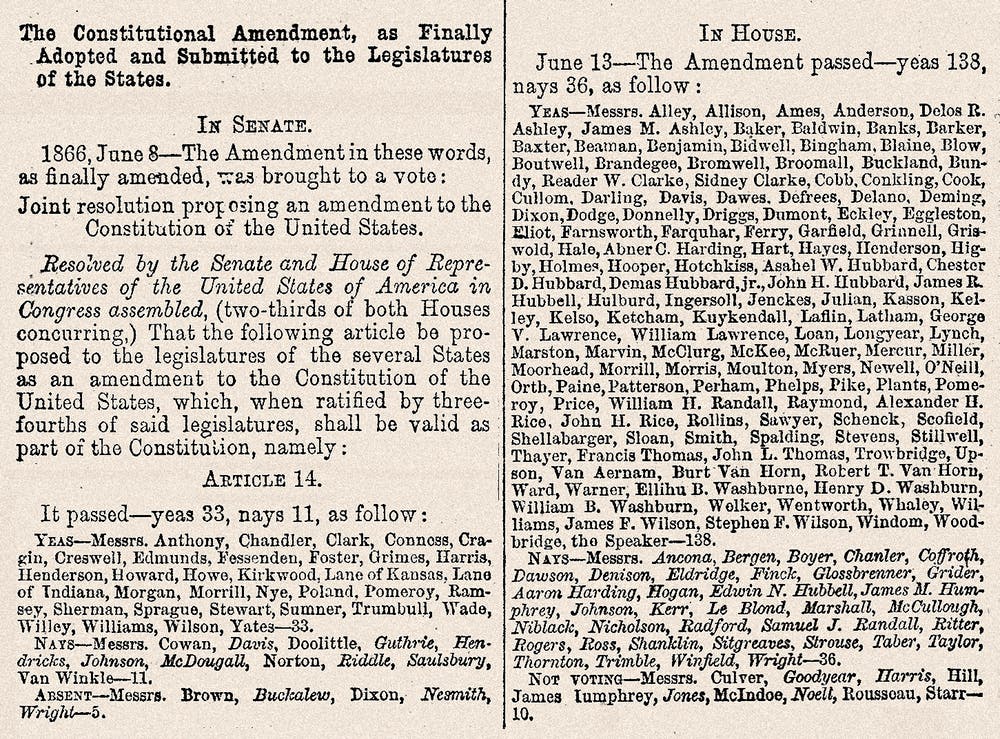 The Constitutional Amendment, as Finally
Adopted and Submitted to the Legislatures
of the States.
IN SENATE.
1866, June 8—The Amendment in these words,
as finally amended, was brought to a vote:
Joint resolution proposing an amendment to the
Constitution of the United States.
Resolved by the Senate and House of Repre-
sentatives of the United States of America in
Congress assembled, (two-thirds of both Houses
concurring,) That the following article be pro-
posed to the legislatures of the several States
as an amendment to the Constitution of the
United States, which, when ratified by three-
fourths of said legislatures, shall be valid as
part of the Constitution, namely:
ARTICLE 14.
It passed—yeas 33, nays 11, as follow:
YEAS—Messrs. Anthony, Chandler, Clark, Conness, Cra-
gin, Creswell, Edmunds, Fessenden, Foster, Grimes, Harris,
Henderson, Howard, Howe, Kirkwood, Lane of Kansas, Lane
of Indiana, Morgan, Morrill, Nye, Poland, Pomeroy, Ram-
sey, Sherman, Sprague, Stewart, Sumner, Trumbull, Wade,
Willey, Williams, Wilson, Yates—33.
NAYS—Messrs. Cowan, Davis, Doolittle, Guthrie, Hen-
dricks, Johnson, McDougall, Norton, Riddle, Saulsbury,
Van Winkle—11.
ABSENT—Messrs. Brown, Buckalew, Dixon, Nesmith,
Wright—5.
IN HOUSE.
June 13—The Amendment passed—yeas 138,
nays 36, as follow:
YEAS—Messrs. Alley, Allison, Ames, Anderson, Delos R.
Ashley, James M. Ashley, Baker, Baldwin, Banks, Barker,
Baxter, Beaman, Benjamin, Bidwell, Bingham, Blaine, Blow,
Boutwell, Brandegee, Bromwell, Broomall, Buckland, Bun-
dy, Reader W. Clarke, Sidney Clarke, Cobb, Conkling, Cook,
Cullom, Darling, Davis, Dawes, Defrees, Delano, Deming,
Dixon, Dodge, Donnelly, Driggs, Dumont, Eckley, Eggleston,
Eliot, Farnsworth, Farquhar, Ferry, Garfield, Grinnell, Gris-
wold, Hale, Abner C. Harding, Hart, Hayes, Henderson, Hig-
by, Holmes, Hooper, Hotchkiss, Asahel W. Hubbard, Chester
D. Hubbard, Demas Hubbard, jr., John H. Hubbard, James R.
Hubbell, Hulburd, Ingersoll, Jenckes, Julian, Kasson, Kel-
ley, Kelso, Ketcham, Kuykendall, Laflin, Latham, George
V. Lawrence, William Lawrence, Loan, Longyear, Lynch,
Marston, Marvin, McClurg, McKee, McRuer, Mercur, Miller,
Moorhead, Morrill, Morris, Moulton, Myers, Newell, O'Neill,
Orth, Paine, Patterson, Perham, Phelps, Pike, Plants, Pome-
roy, Price, William H. Randall, Raymond, Alexander H.
Rice, John H. Rice, Rollins, Sawyer, Schenck, Scofield,
Shellabarger, Sloan, Smith, Spalding, Stevens, Stillwell,
Thayer, Francis Thomas, John L. Thomas, Trowbridge, Up-
son, Van Aernam, Burt Van Horn, Robert T. Van Horn,
Ward, Warner, Ellihu B. Washburne, Henry D. Washburn,
William B. Washburn, Welker, Wentworth, Whaley, Wil-
liams, James F. Wilson, Stephen F. Wilson, Windom, Wood-
bridge, the Speaker—138.
NAYS—Messrs. Ancona, Bergen, Boyer, Chanler, Coffroth,
Dawson, Denison, Eldridge, Finck, Glossbrenner, Grider,
Aaron Harding, Hogan, Edwin N. Hubbell, James M. Hum-
phrey, Johnson, Kerr, Le Blond, Marshall, McCullough,
Niblack, Nicholson, Radford, Samuel J. Randall, Ritter,
Rogers, Ross, Shanklin, Sitgreaves, Strouse, Taber, Taylor,
Thornton, Trimble, Winfield, Wright—36.
NOT VOTING—Messrs. Culver, Goodyear, Harris, Hill,
James Iumphrey, Jones, McIndoe, Noell, Rousseau, Starr—
10.